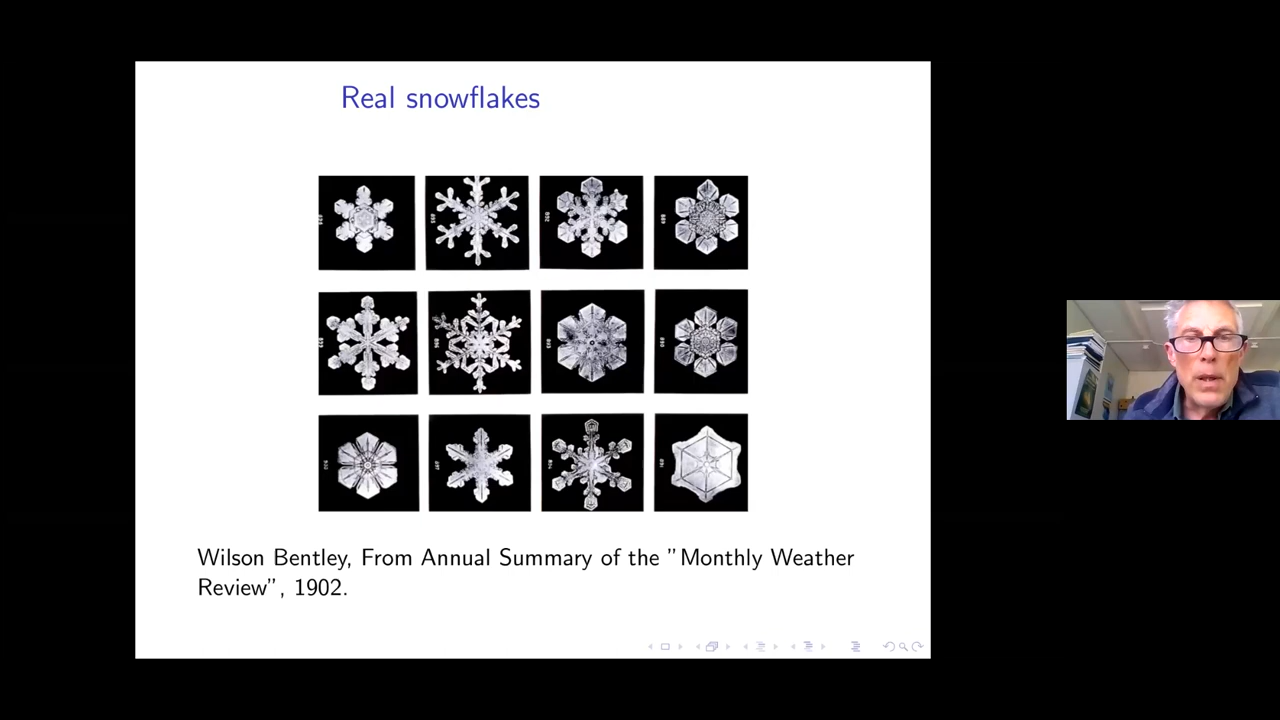 Real snowflakes
Wilson Bentley, From Annual Summary of the "Monthly Weather
Review", 1902.